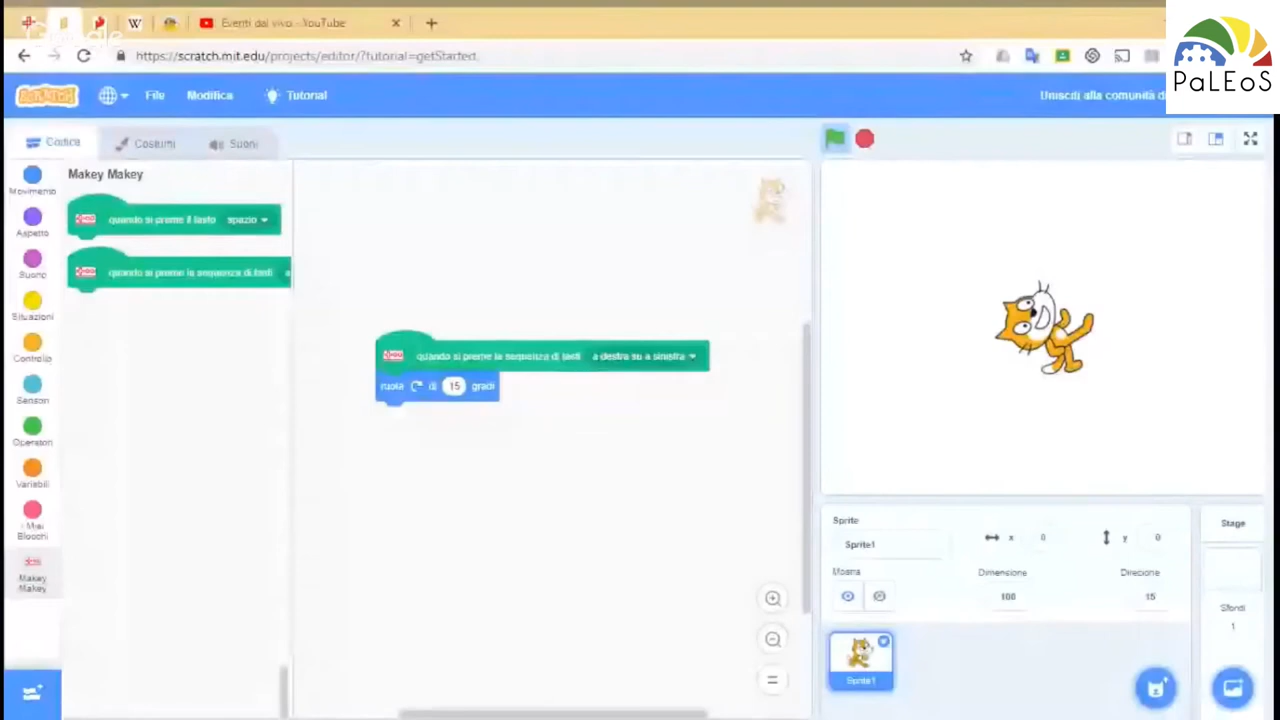 Eventi dal vivo - YouTube
https://scratch.mit.edu/projects/editor/?tutorial=getStarted
PaLEoS
SCRATCH
File
Modifica
Tutorial
Unisciti alla comunità di
Codice
Costumi
Suoni
Makey Makey
quando si preme il tasto spazio
quando si preme la sequenza di tasti a
quando si preme la sequenza di tasti a destra su a sinistra
ruota di 15 gradi
Movimento
Aspetto
Suono
Situazioni
Controllo
Sensori
Operatori
Variabili
I Miei
Blocchi
Makey
Makey
Sprite
Sprite1
x 0
y 0
Mostra
Dimensione
100
Direzione
15
Sprite1
Stage
Sfondi
1